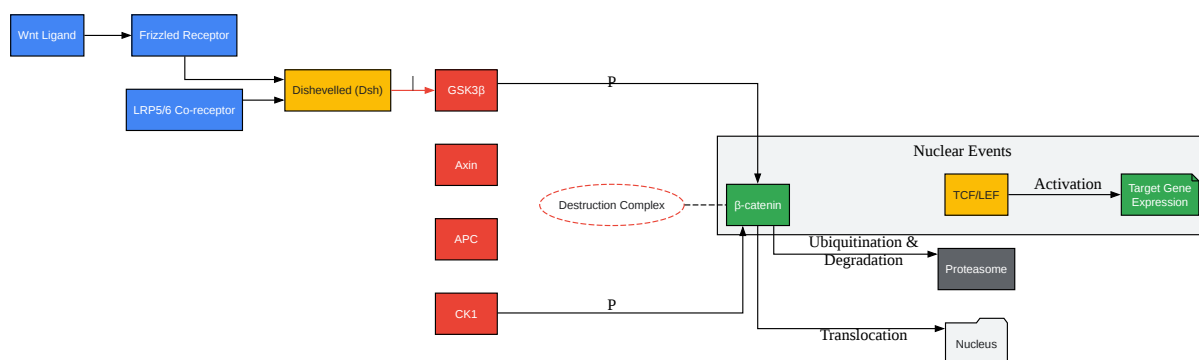 Wnt Ligand
Frizzled Receptor
LRP5/6 Co-receptor
Dishevelled (Dsh)
GSK3β
P
Axin
APC
CK1
P
Destruction Complex
Nuclear Events
β-catenin
TCF/LEF
Activation
Target Gene
Expression
Ubiquitination &
Degradation
Proteasome
Translocation
Nucleus